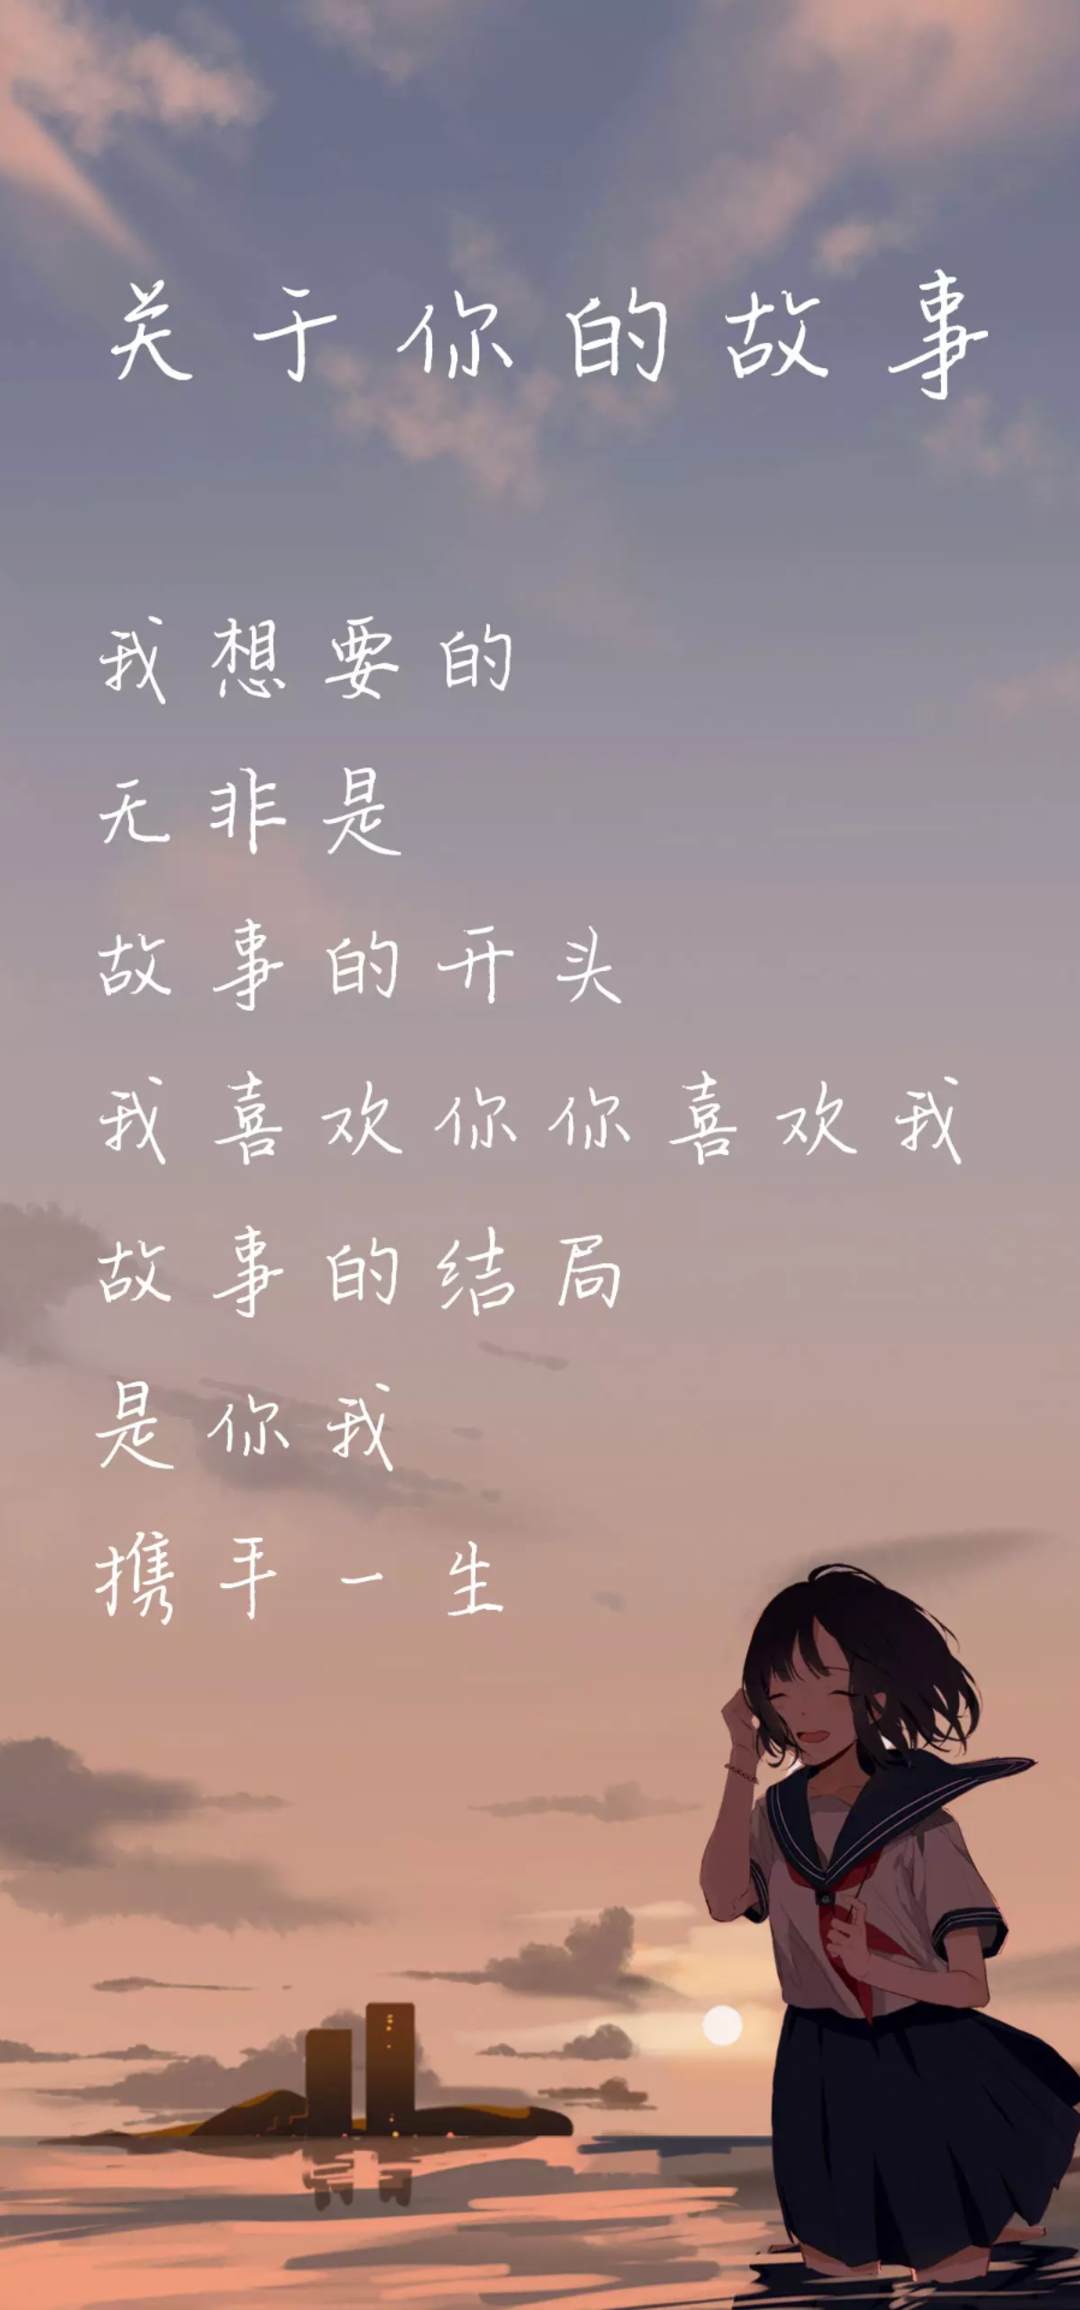 关于你的故事
我想要的
无非是
故事的开头
我喜欢你你喜欢我
故事的结局
是你我
携手一生